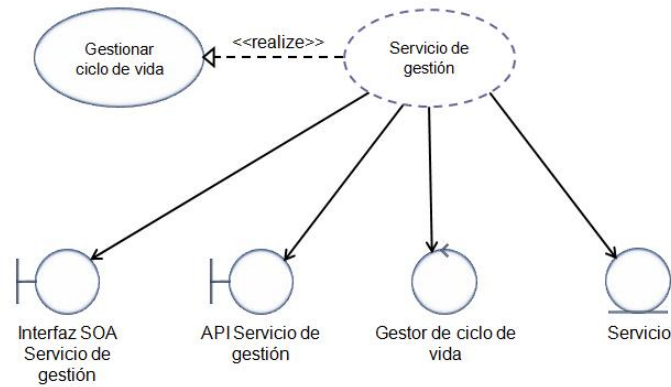 Gestionar
ciclo de vida
<<realize>>
Servicio de
gestión
Interfaz SOA
Servicio de
gestión
API Servicio de
gestión
Gestor de ciclo de
vida
Servicio